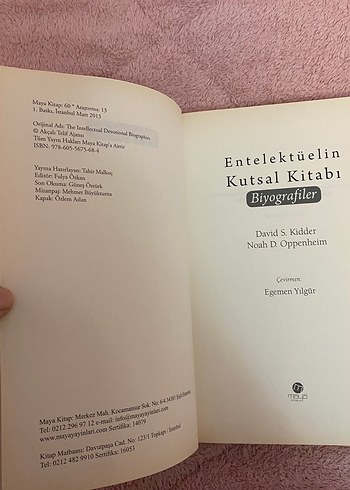 Maya Kitap: 60 * Araştırma: 13
1. Baskı, İstanbul Mart 2013
Orijinal Adı: The Intellectual Devotional Biographies
© Akçalı Telif Ajansı
Tüm Yayın Hakları Maya Kitap'a Aittir
ISBN: 978-605-5675-68-4
Yayına Hazırlayan: Tahir Malkoç
Editör: Fulya Özkan
Son Okuma: Güneş Öztürk
Mizanpaj: Mehmet Büyükturna
Kapak: Özlem Aslan
Maya Kitap: Merkez Mah. Kocamansur Sok. No: 6/4 34381 Şişli/İstanbul
Tel: 0212 296 97 12 e-mail: info@mayayayinlari.com
www.mayayayinlari.com Sertifika: 14079
Kitap Matbaası: Davutpaşa Cad. No: 123/1 Topkapı / İstanbul
Tel: 0212 482 9910 Sertifika: 16053
Entelektüelin
Kutsal Kitabı
Biyografiler
David S. Kidder
Noah D. Oppenheim
Çevirmen:
Egemen Yılgür
maya